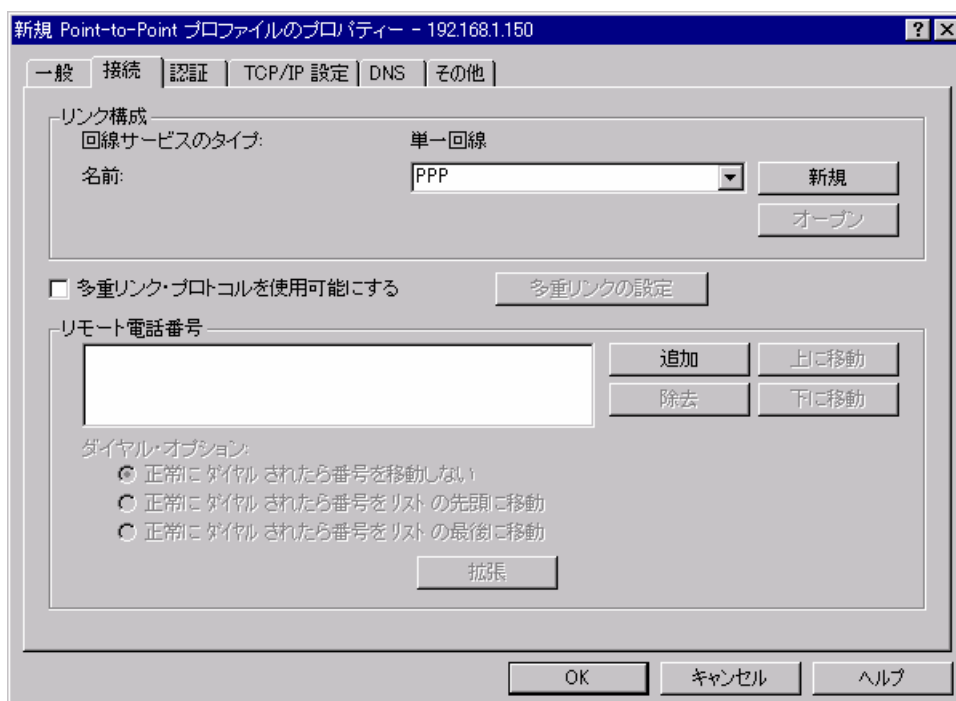 新規 Point-to-Point プロファイルのプロパティー - 192.168.1.150
一般 接続 認証 TCP/IP 設定 DNS その他
リンク構成
回線サービスのタイプ: 単一回線
名前: PPP 新規
オープン
多重リンク・プロトコルを使用可能にする 多重リンクの設定
リモート電話番号
追加 上に移動
除去 下に移動
ダイヤル・オプション:
正常に ダイヤル されたら番号を移動しない
正常に ダイヤル されたら番号を リスト の先頭に移動
正常に ダイヤル されたら番号を リスト の最後に移動
拡張
OK キャンセル ヘルプ